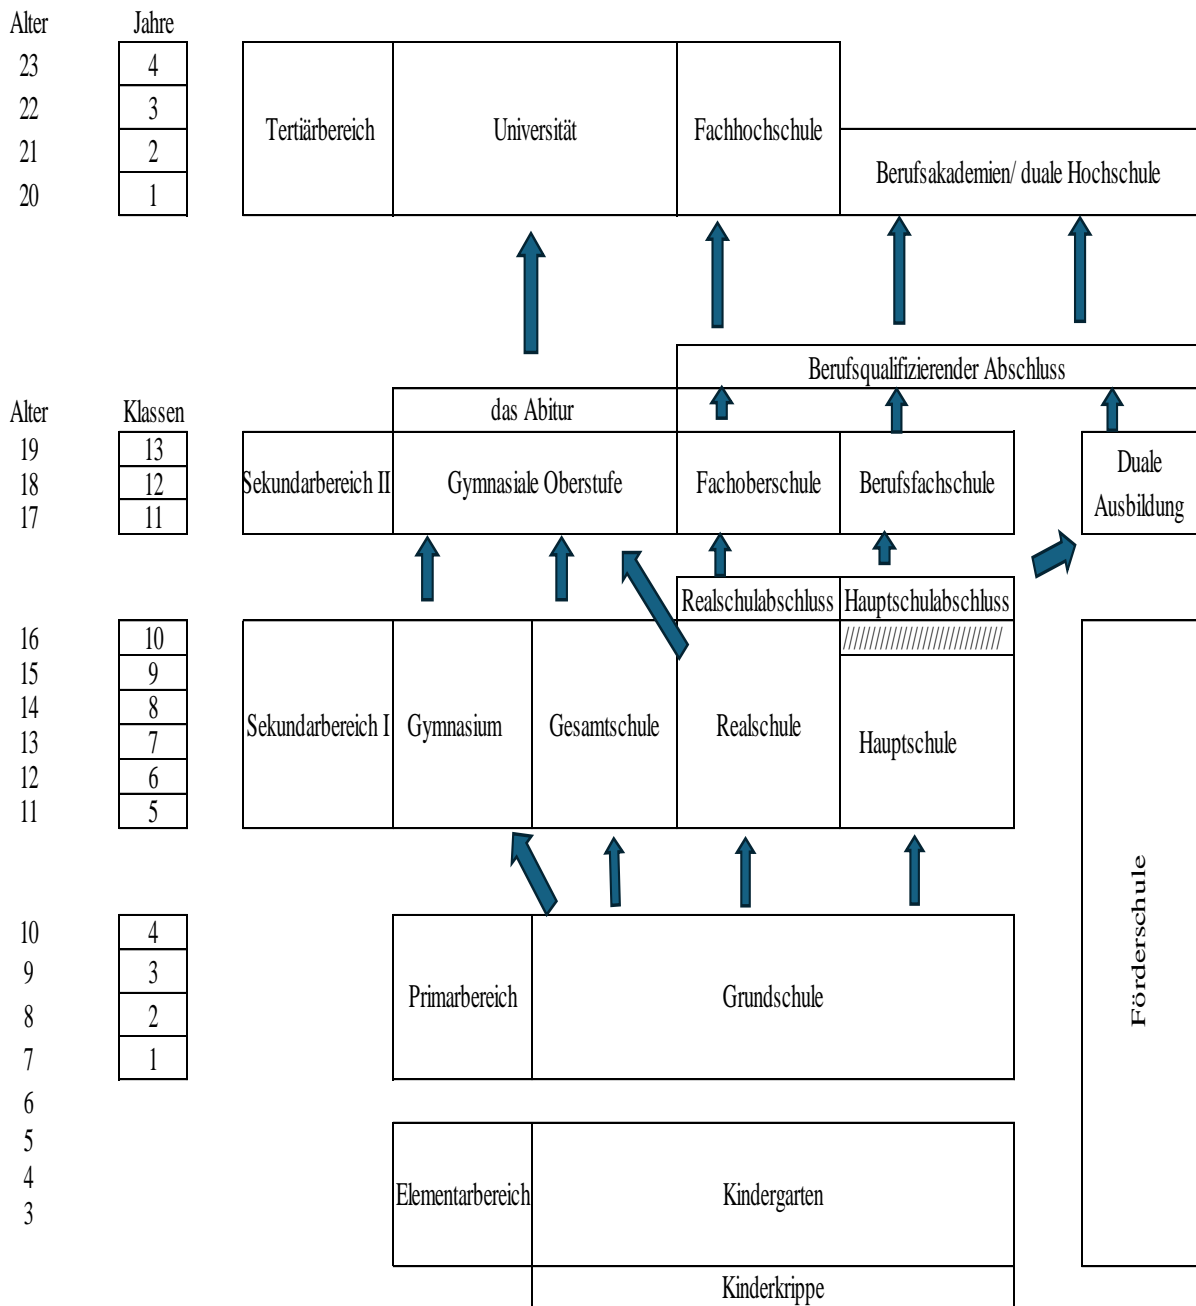 Alter Jahre
23 4
22 3
Tertiärbereich Universität Fachhochschule
21 2
Berufsakademien/ duale Hochschule
20 1
Berufsqualifizierender Abschluss
Alter Klassen das Abitur
19 13
Duale
18 12
Sekundarbereich II Gymnasiale Oberstufe Fachoberschule Berufsfachschule
Ausbildung
17 11
Realschulabschluss Hauptschulabschluss
16 10 //////////////////////////////
15 9
14 8
Sekundarbereich I Gymnasium Gesamtschule Realschule
13 7
Hauptschule
12 6
11 5
10 4
9 3
Primarbereich Grundschule
8 2
7 1
6
5
4
Elementarbereich Kindergarten
3
Kinderkrippe
Förderschule